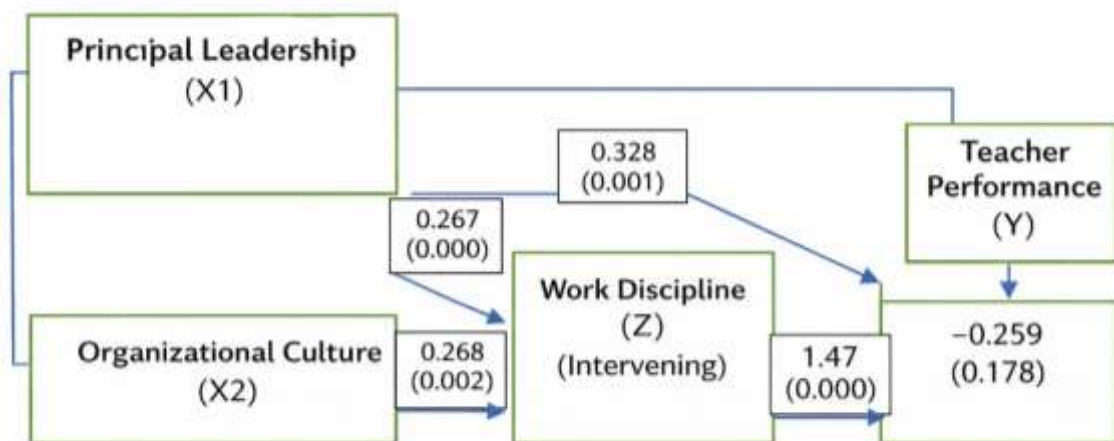 Principal Leadership
(X1)
0.328
(0.001)
Teacher
Performance
(Y)
0.267
(0.000)
Work Discipline
(Z)
(Intervening)
Organizational Culture
(X2)
0.268
(0.002)
1.47
(0.000)
−0.259
(0.178)